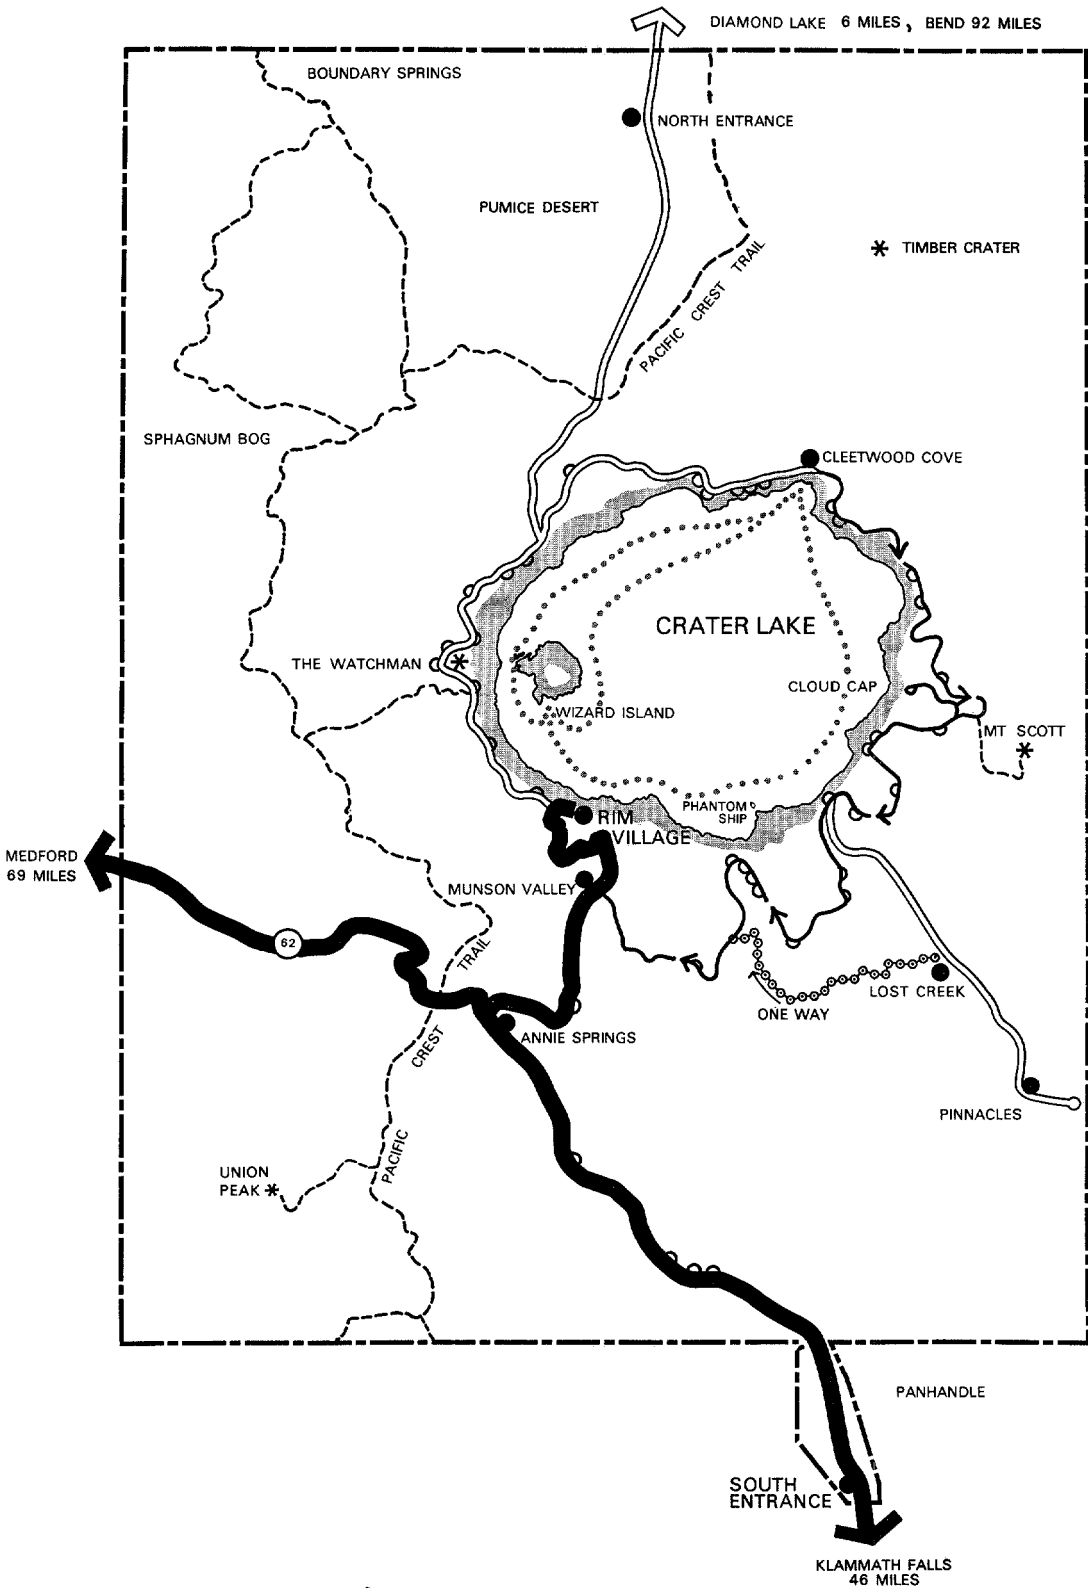 DIAMOND LAKE 6 MILES, BEND 92 MILES
BOUNDARY SPRINGS
NORTH ENTRANCE
PUMICE DESERT
TIMBER CRATER
PACIFIC CREST TRAIL
SPHAGNUM BOG
CLEETWOOD COVE
CRATER LAKE
THE WATCHMAN
CLOUD CAP
WIZARD ISLAND
MT SCOTT
PHANTOM
SHIP
RIM
VILLAGE
MEDFORD
69 MILES
MUNSON VALLEY
62
TRAIL
LOST CREEK
ONE WAY
ANNIE SPRINGS
CREST
PINNACLES
PACIFIC
UNION
PEAK
PANHANDLE
SOUTH
ENTRANCE
KLAMMATH FALLS
46 MILES